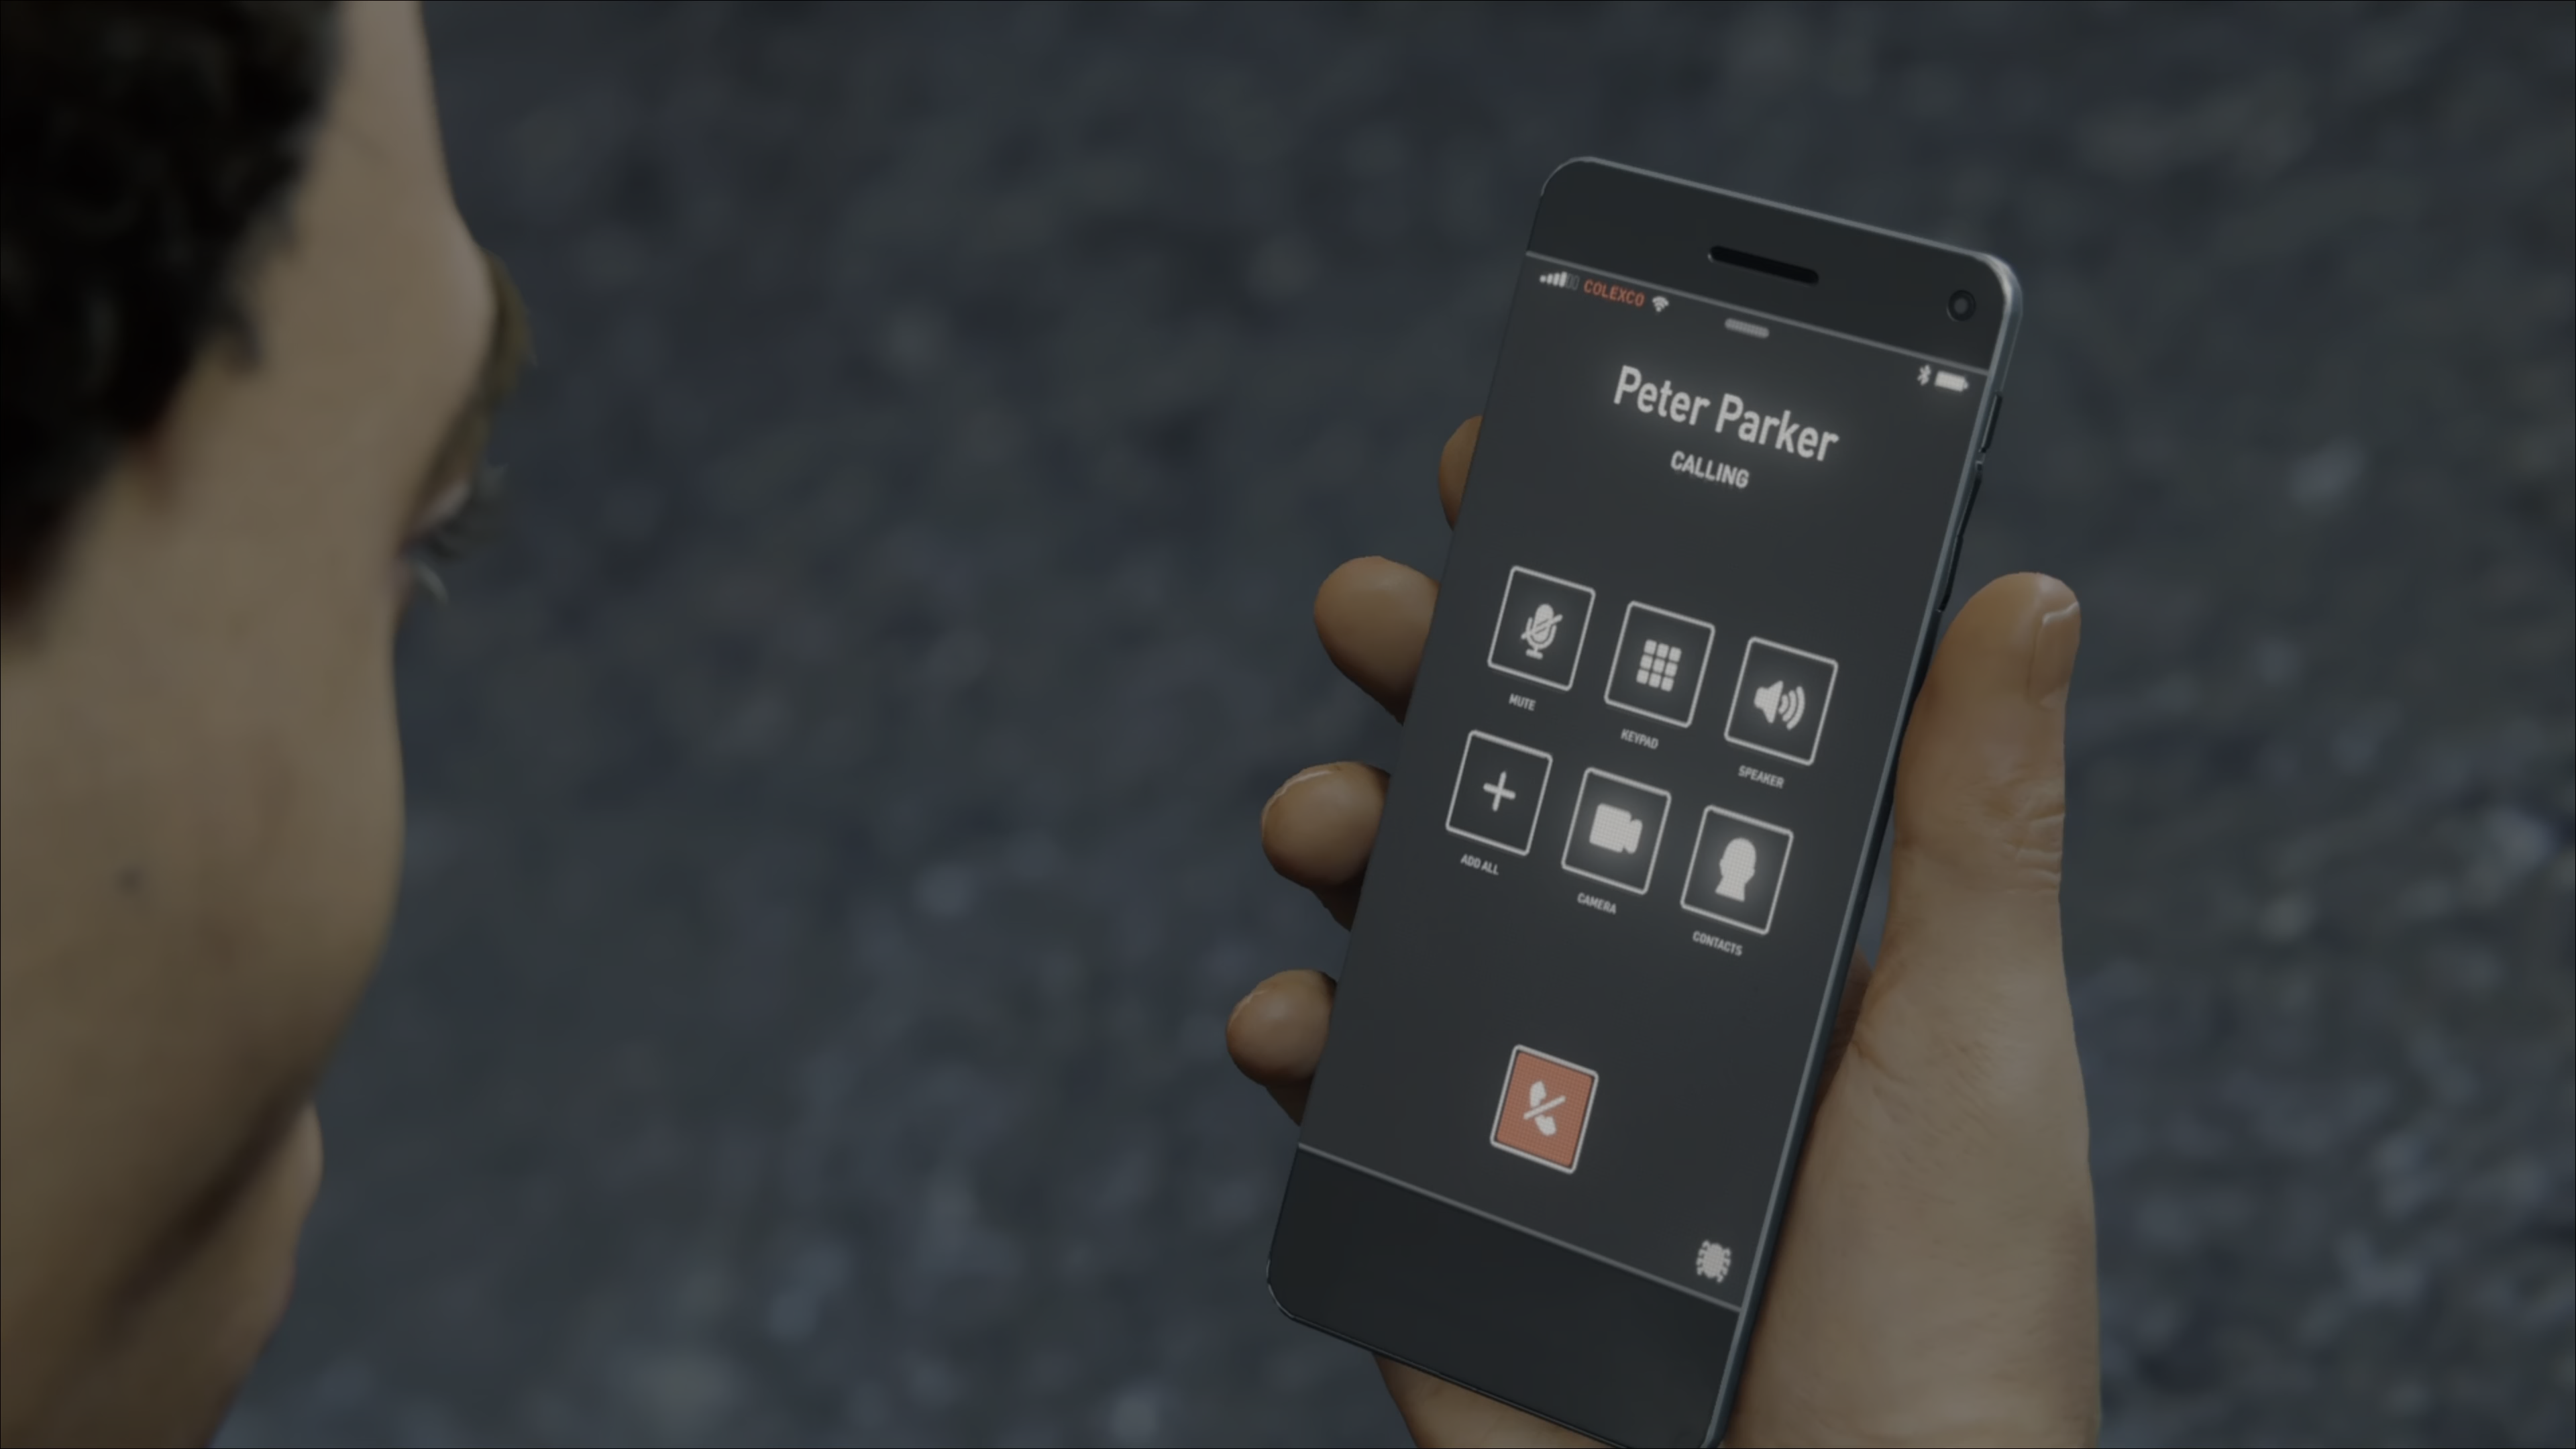 COLEXCO
Peter Parker
CALLING
MUTE
KEYPAD
SPEAKER
ADD ALL
CAMERA
CONTACTS